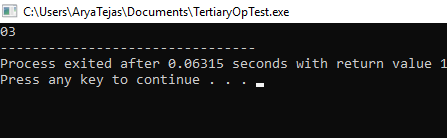 C:\Users\AryaTejas\Documents\TertiaryOpTest.exe
03
--------------------------------
Process exited after 0.06315 seconds with return value 1
Press any key to continue . . .